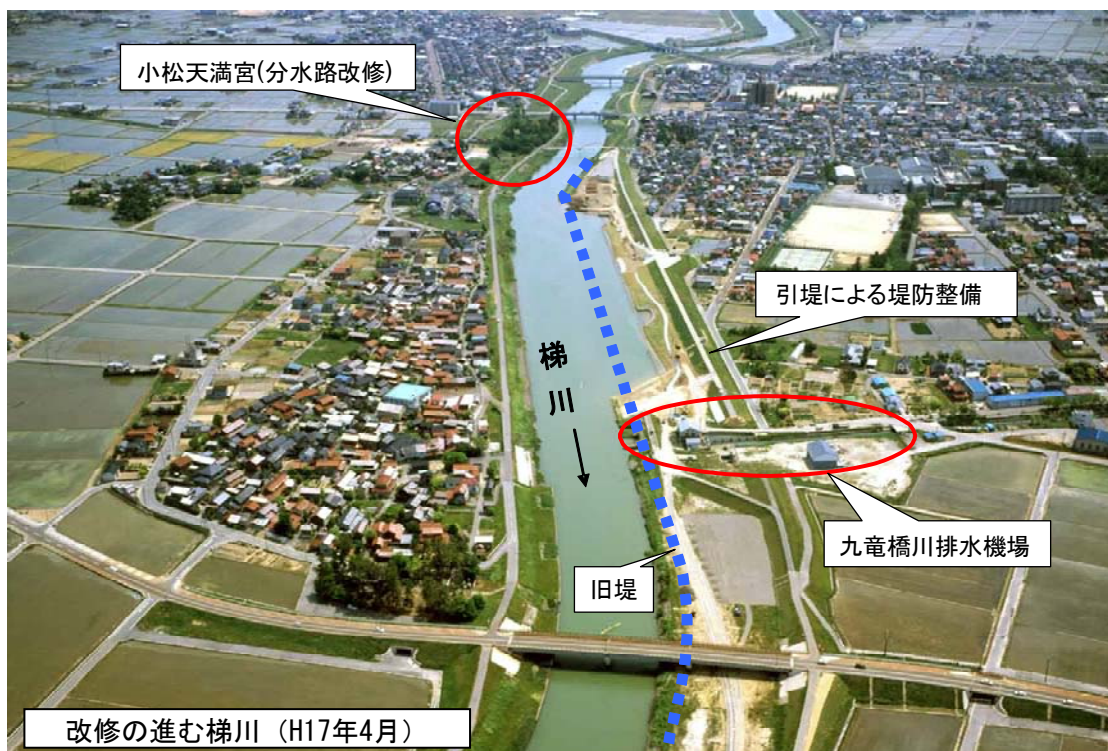 小松天満宮(分水路改修)
引堤による堤防整備
梯
川
九竜橋川排水機場
旧堤
改修の進む梯川 (H17年4月)